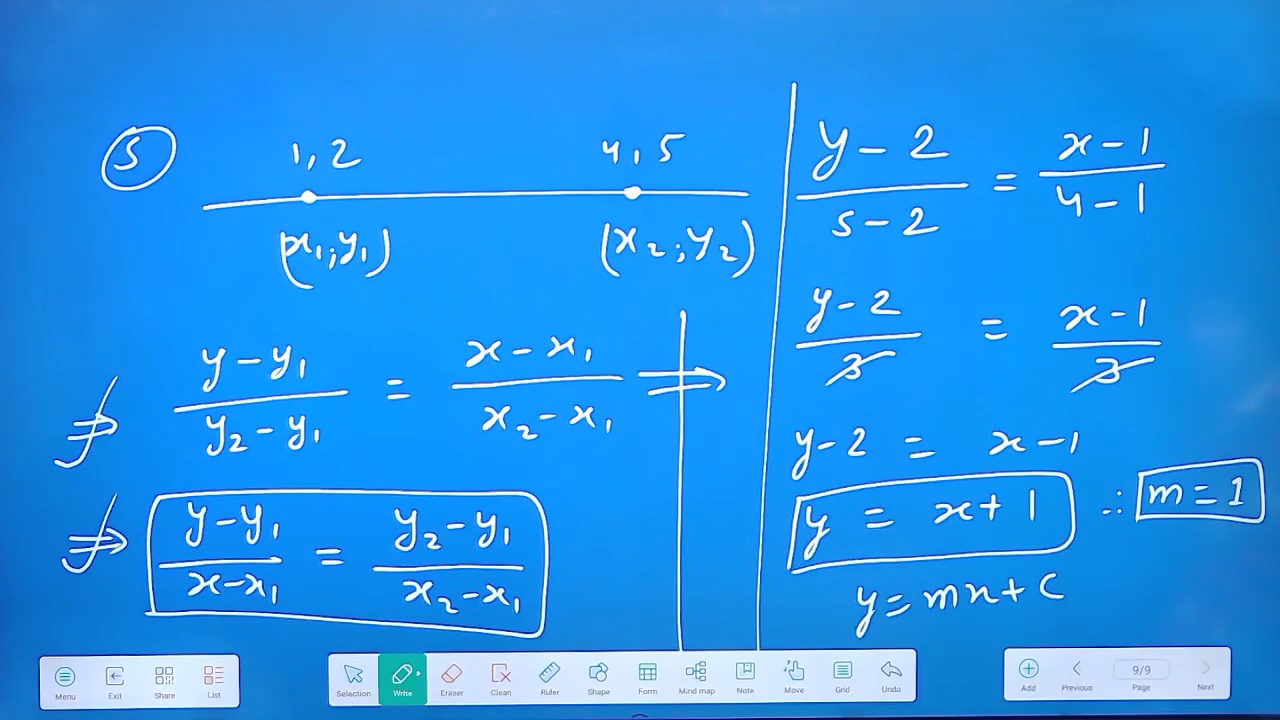 5
1, 2
4, 5
(x₁, y₁)
(x₂, y₂)
y - y₁ / y₂ - y₁ = x - x₁ / x₂ - x₁ ⇒
⇒ y - y₁ / x - x₁ = y₂ - y₁ / x₂ - x₁
y - 2 / 5 - 2 = x - 1 / 4 - 1
y - 2 / 3 = x - 1 / 3
y - 2 = x - 1
y = x + 1 ∴ m = 1
y = mx + c
Menu
Exit
Share
List
Selection
Write
Eraser
Clean
Ruler
Shape
Form
Mind map
Note
Move
Grid
Undo
Add
Previous
9/9
Page
Next